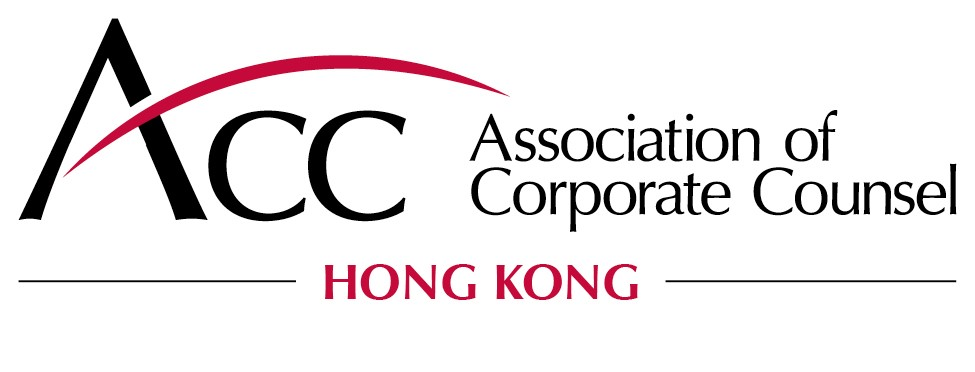 ACC
Association of
Corporate Counsel
HONG KONG